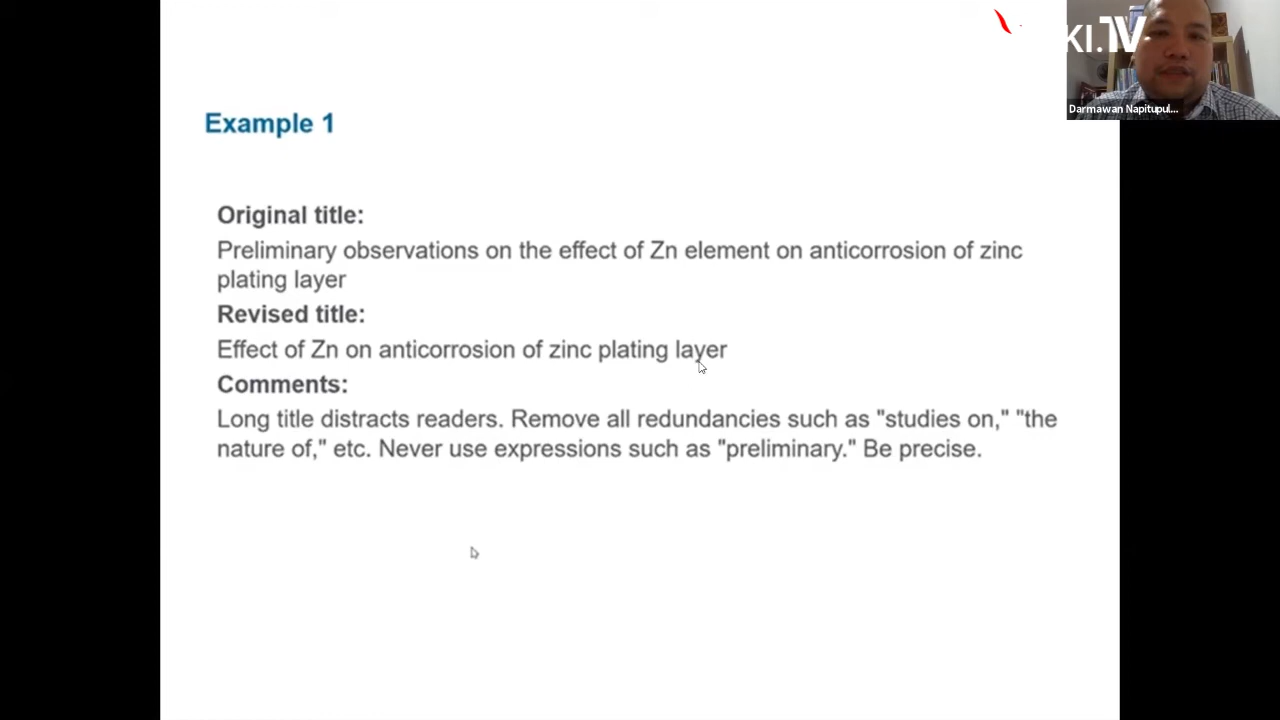 KI.TV
Darmawan Napitupul...
Example 1
Original title:
Preliminary observations on the effect of Zn element on anticorrosion of zinc
plating layer
Revised title:
Effect of Zn on anticorrosion of zinc plating layer
Comments:
Long title distracts readers. Remove all redundancies such as "studies on," "the
nature of," etc. Never use expressions such as "preliminary." Be precise.